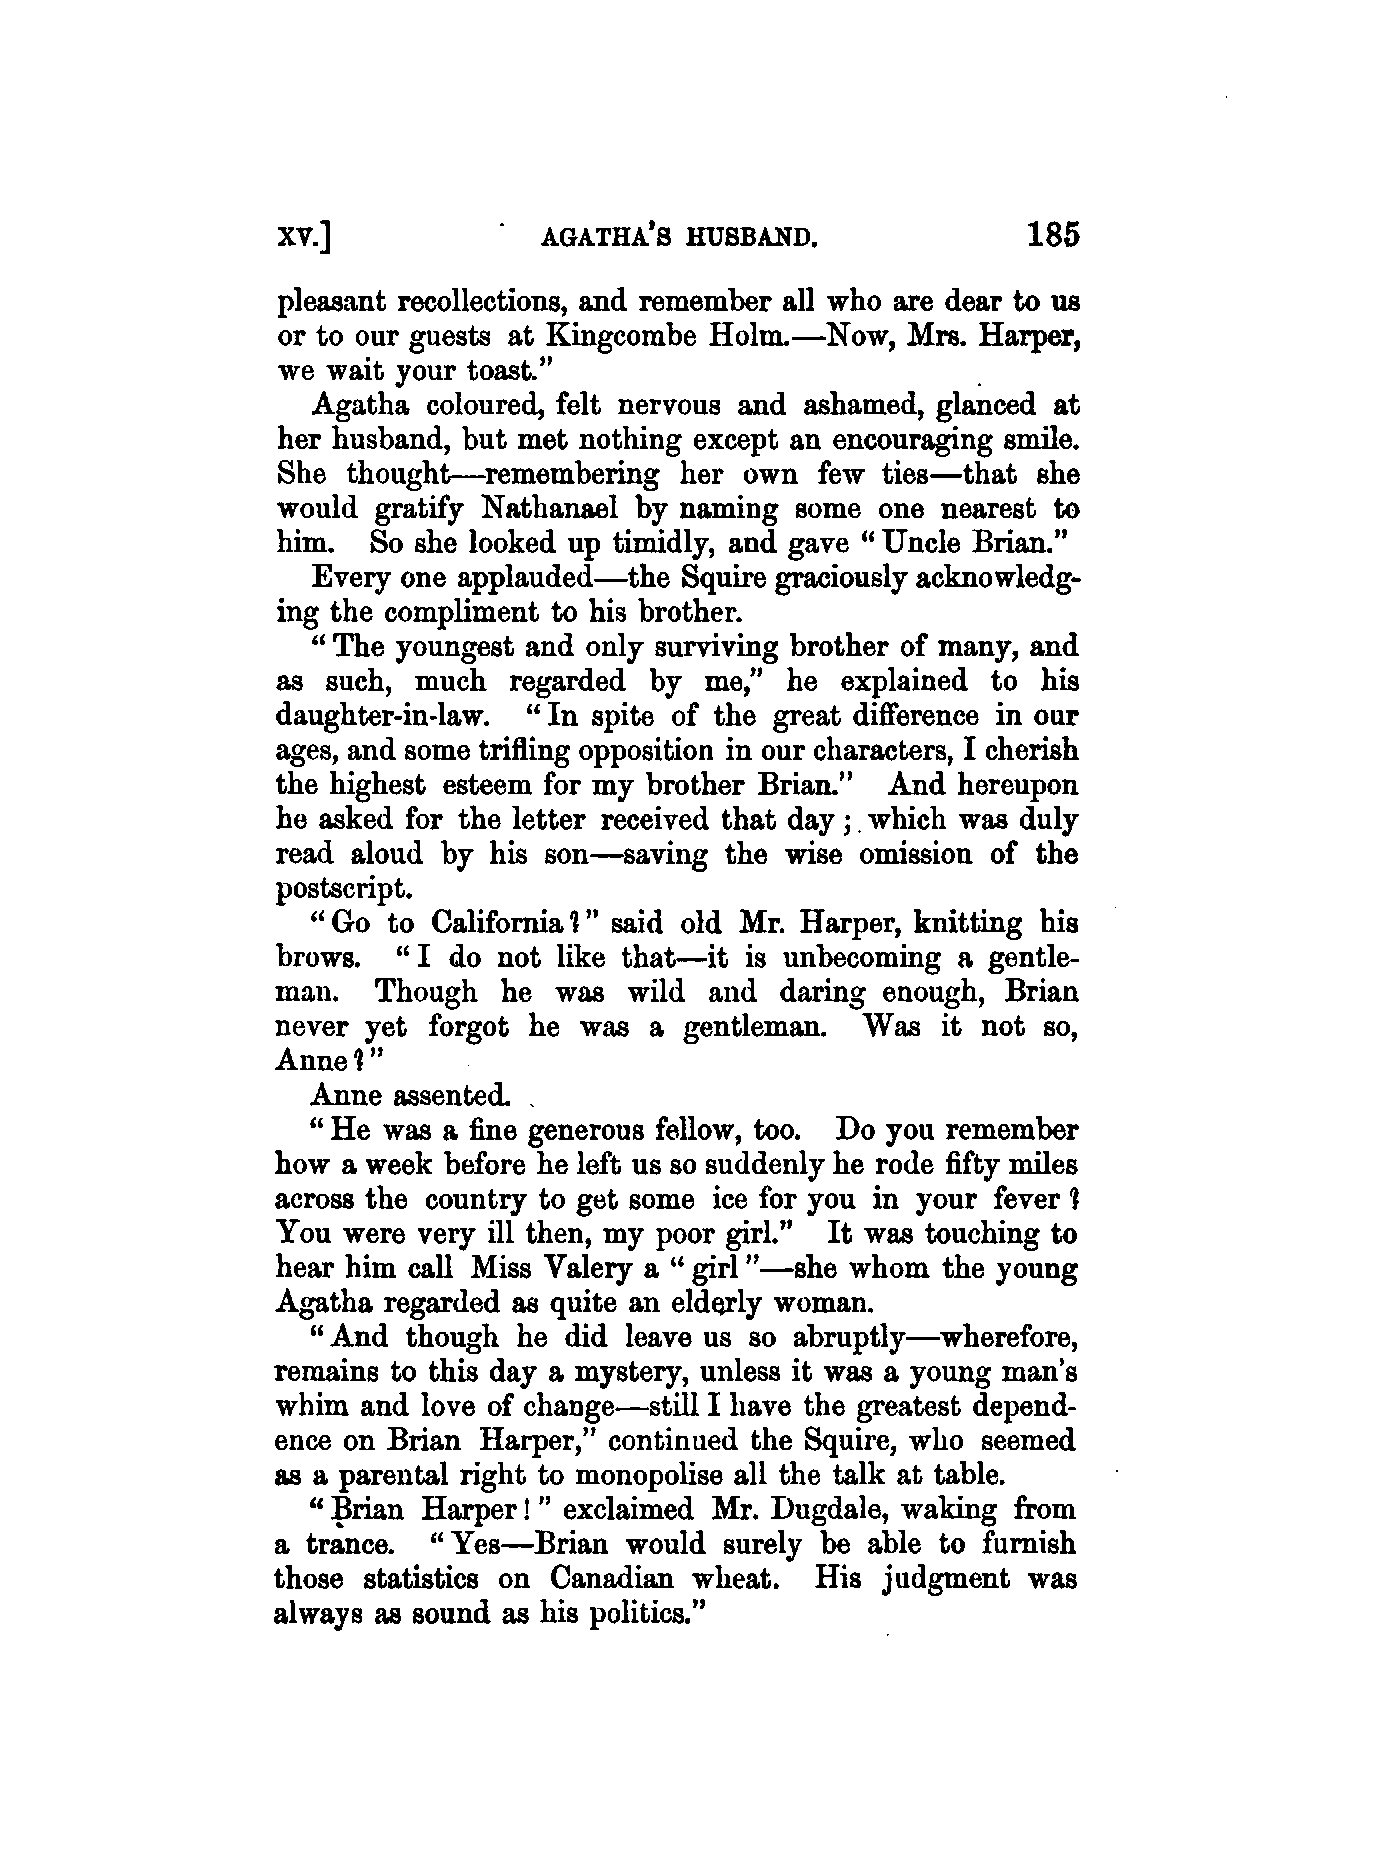 XV.] AGATHA'S HUSBAND. 185
pleasant recollections, and remember all who are dear to us
or to our guests at Kingcombe Holm.—Now, Mrs. Harper,
we wait your toast."
Agatha coloured, felt nervous and ashamed, glanced at
her husband, but met nothing except an encouraging smile.
She thought—remembering her own few ties—that she
would gratify Nathanael by naming some one nearest to
him. So she looked up timidly, and gave "Uncle Brian."
Every one applauded—the Squire graciously acknowledg-
ing the compliment to his brother.
"The youngest and only surviving brother of many, and
as such, much regarded by me," he explained to his
daughter-in-law. "In spite of the great difference in our
ages, and some trifling opposition in our characters, I cherish
the highest esteem for my brother Brian." And hereupon
he asked for the letter received that day; which was duly
read aloud by his son—saving the wise omission of the
postscript.
"Go to California?" said old Mr. Harper, knitting his
brows. "I do not like that—it is unbecoming a gentle-
man. Though he was wild and daring enough, Brian
never yet forgot he was a gentleman. Was it not so,
Anne?"
Anne assented.
"He was a fine generous fellow, too. Do you remember
how a week before he left us so suddenly he rode fifty miles
across the country to get some ice for you in your fever?
You were very ill then, my poor girl." It was touching to
hear him call Miss Valery a "girl"—she whom the young
Agatha regarded as quite an elderly woman.
"And though he did leave us so abruptly—wherefore,
remains to this day a mystery, unless it was a young man's
whim and love of change—still I have the greatest depend-
ence on Brian Harper," continued the Squire, who seemed
as a parental right to monopolise all the talk at table.
"Brian Harper!" exclaimed Mr. Dugdale, waking from
a trance. "Yes—Brian would surely be able to furnish
those statistics on Canadian wheat. His judgment was
always as sound as his politics."